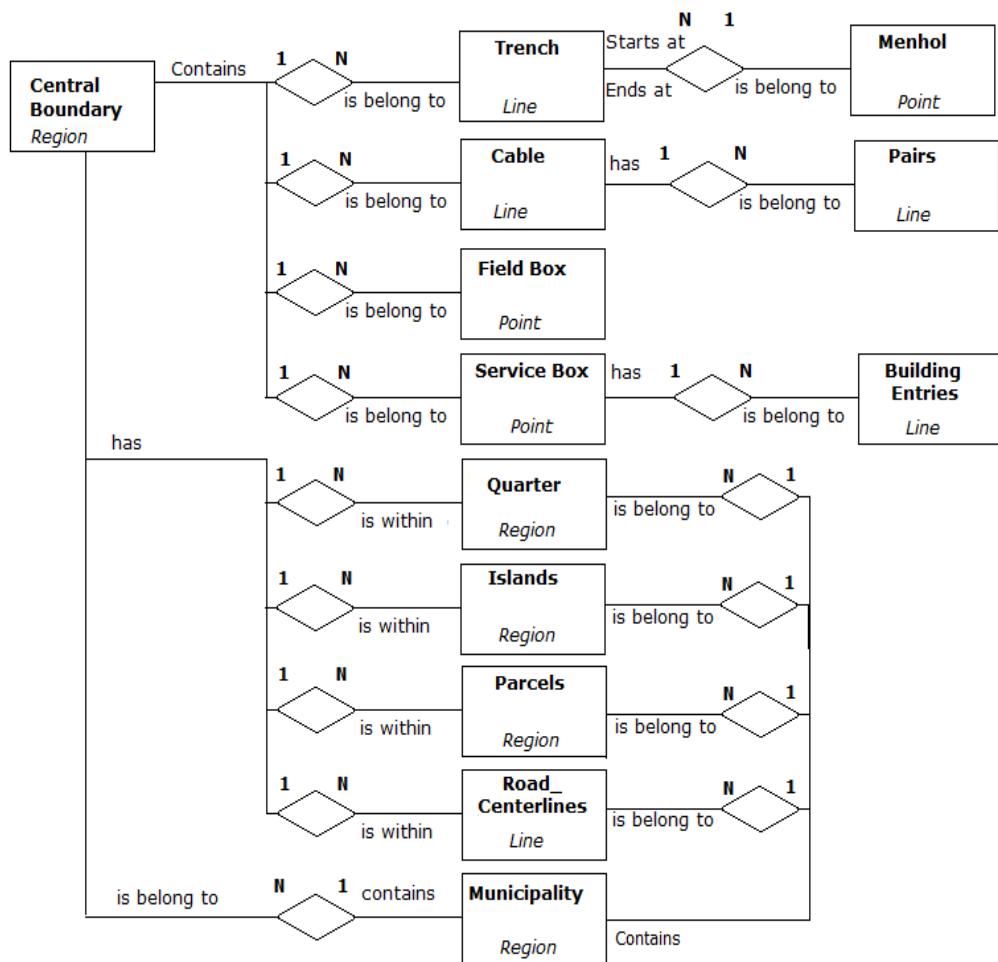 N 1
Starts at
Trench
Menhol
1 N
Contains
Central
Boundary
Region
Ends at
is belong to
is belong to
Line
Point
1 N
Cable
has
1 N
Pairs
is belong to
Line
is belong to
Line
1 N
Field Box
is belong to
Point
1 N
Service Box
has
1 N
Building
Entries
is belong to
Point
is belong to
Line
has
1 N
Quarter
N 1
is within
Region
is belong to
1 N
Islands
N 1
is within
Region
is belong to
1 N
Parcels
N 1
is within
Region
is belong to
1 N
Road_
Centerlines
N 1
is within
Line
is belong to
is belong to
N 1
contains
Municipality
Region
Contains